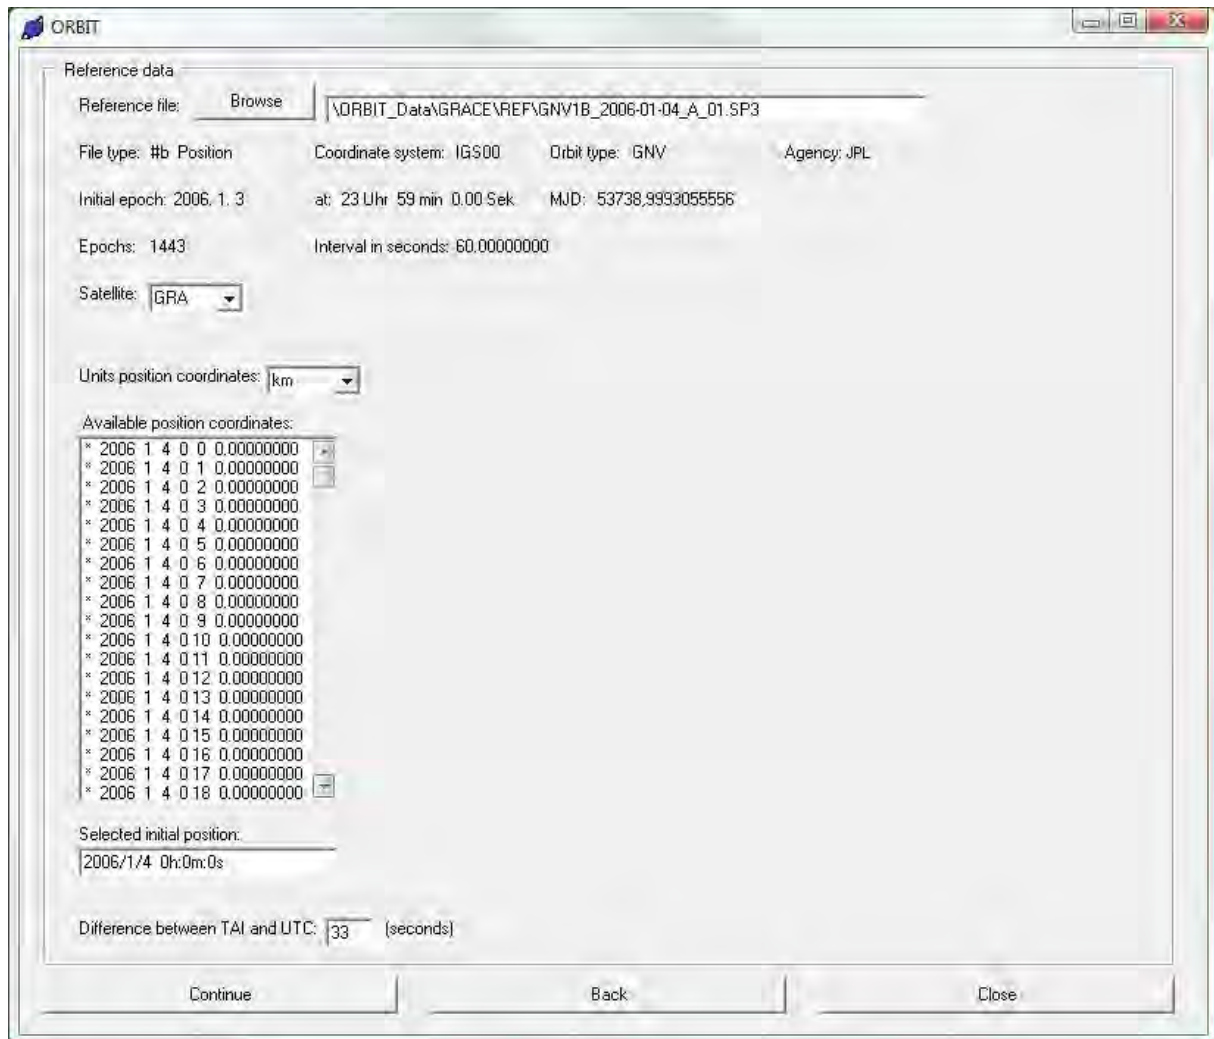 ORBIT
Reference data
Reference file: Browse \ORBIT_Data\GRACE\REF\GNV1B_2006-01-04_A_01.SP3
File type: #b Position Coordinate system: IGS00 Orbit type: GNV Agency: JPL
Initial epoch: 2006. 1. 3 at: 23 Uhr 59 min 0.00 Sek MJD: 53738,9993055556
Epochs: 1443 Interval in seconds: 60.00000000
Satellite: GRA
Units position coordinates: km
Available position coordinates:
* 2006 1 4 0 0 0.00000000
* 2006 1 4 0 1 0.00000000
* 2006 1 4 0 2 0.00000000
* 2006 1 4 0 3 0.00000000
* 2006 1 4 0 4 0.00000000
* 2006 1 4 0 5 0.00000000
* 2006 1 4 0 6 0.00000000
* 2006 1 4 0 7 0.00000000
* 2006 1 4 0 8 0.00000000
* 2006 1 4 0 9 0.00000000
* 2006 1 4 0 10 0.00000000
* 2006 1 4 0 11 0.00000000
* 2006 1 4 0 12 0.00000000
* 2006 1 4 0 13 0.00000000
* 2006 1 4 0 14 0.00000000
* 2006 1 4 0 15 0.00000000
* 2006 1 4 0 16 0.00000000
* 2006 1 4 0 17 0.00000000
* 2006 1 4 0 18 0.00000000
Selected initial position:
2006/1/4 0h:0m:0s
Difference between TAI and UTC: 33 (seconds)
Continue Back Close